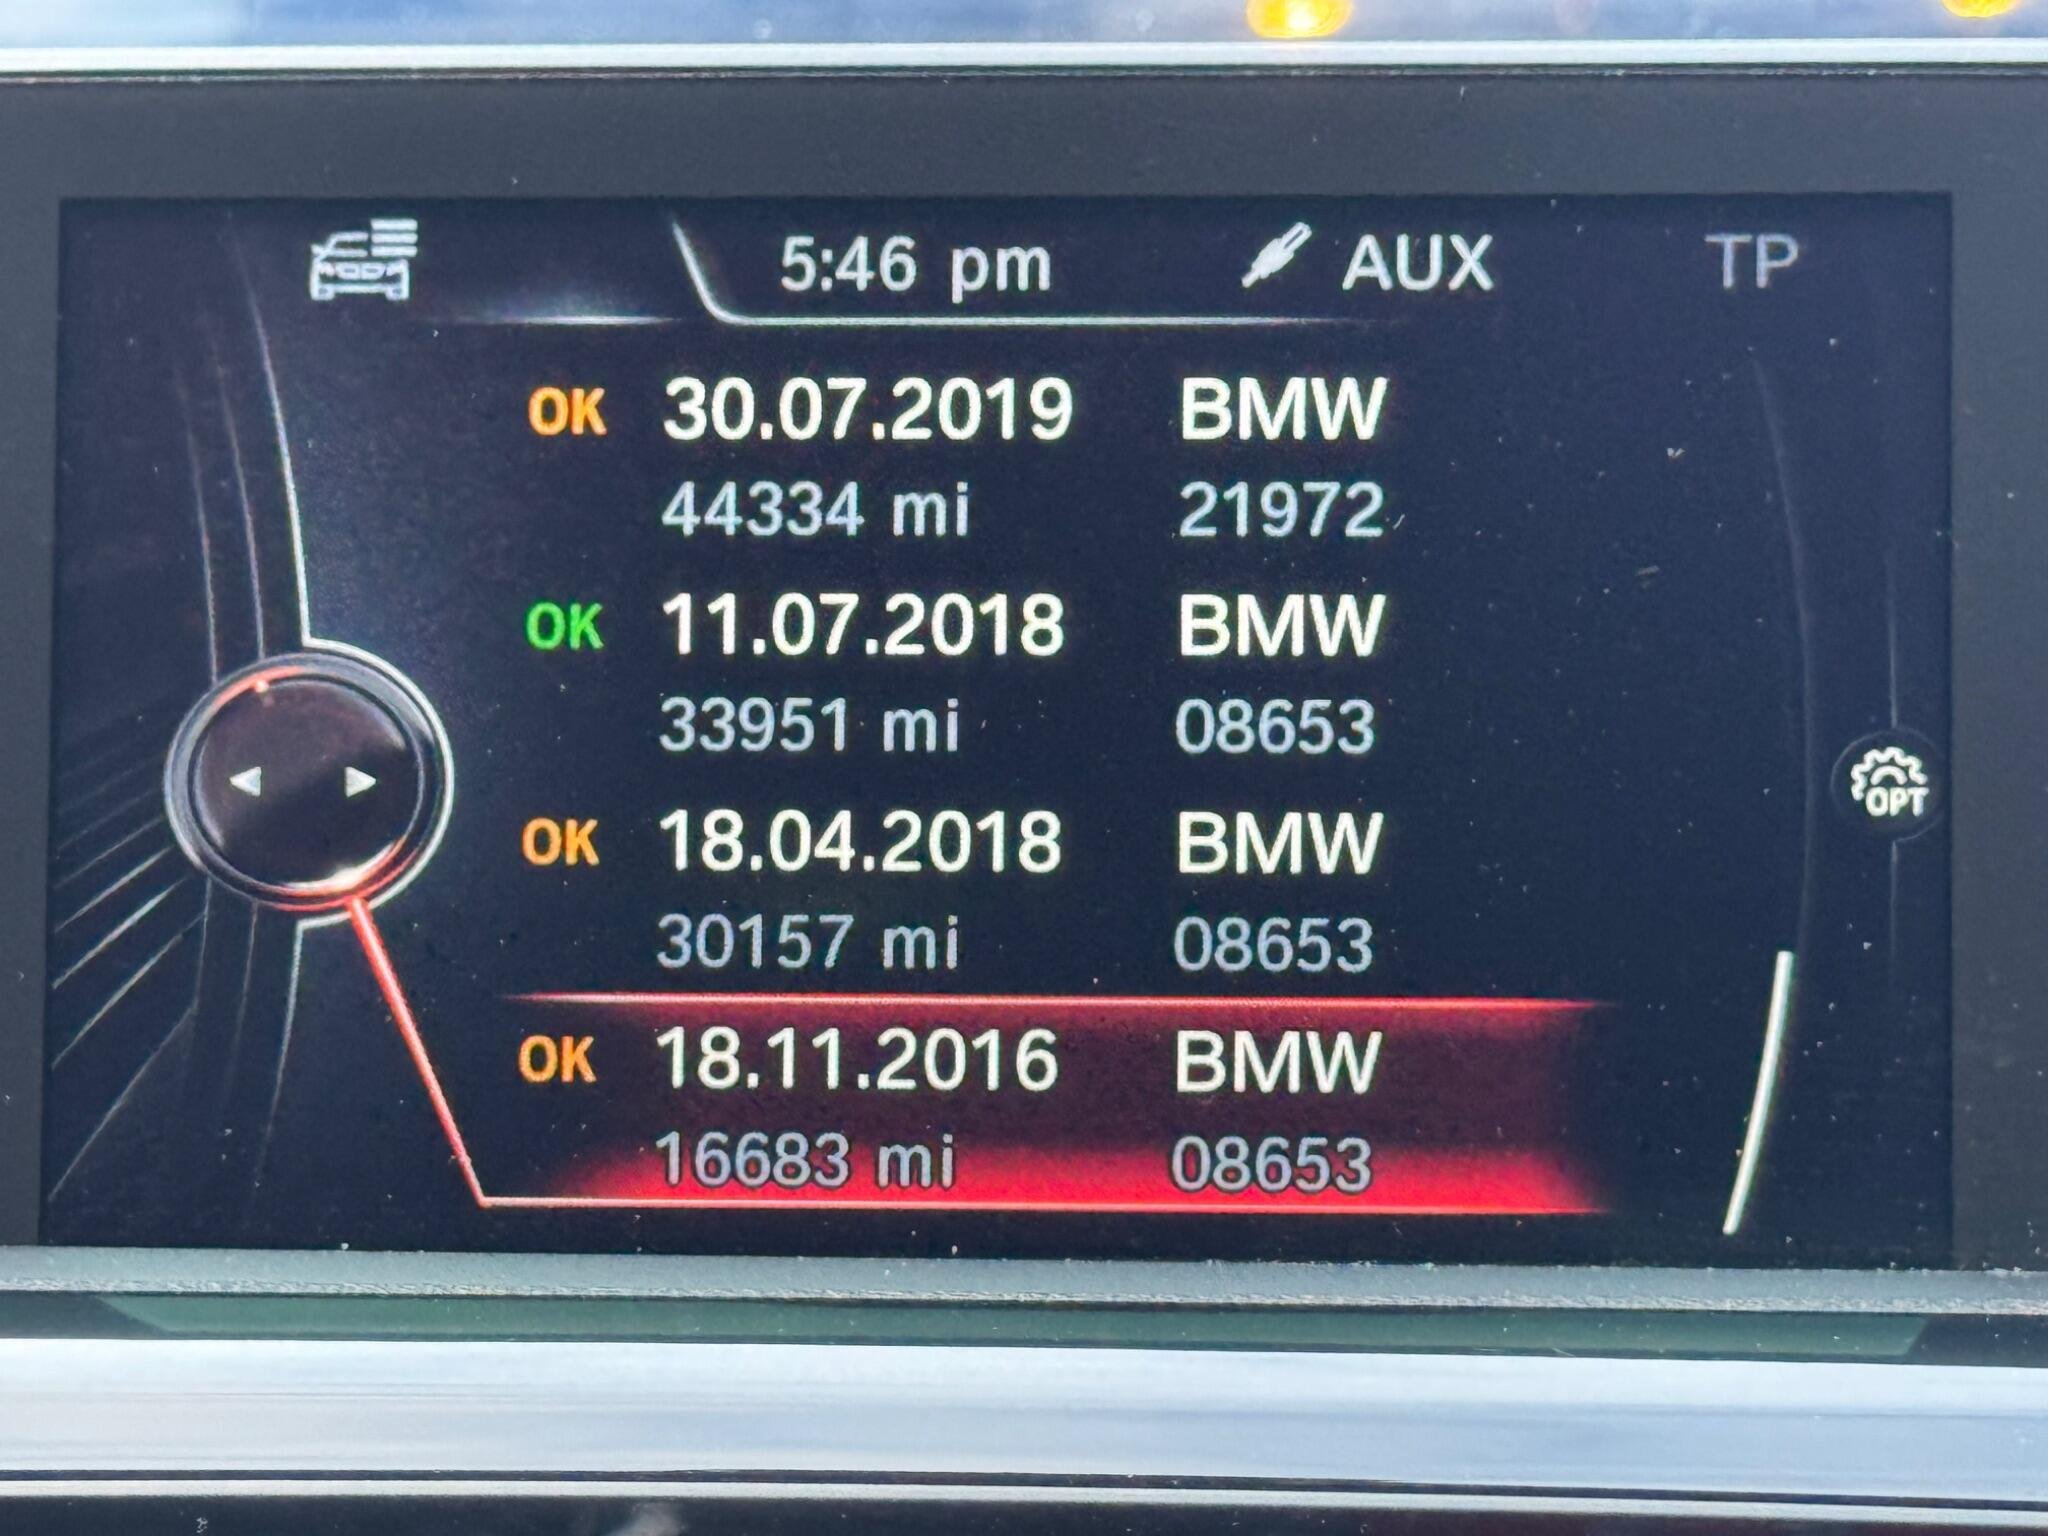 5:46 pm AUX TP
OK 30.07.2019 BMW
44334 mi 21972
OK 11.07.2018 BMW
33951 mi 08653
OPT
OK 18.04.2018 BMW
30157 mi 08653
OK 18.11.2016 BMW
16683 mi 08653